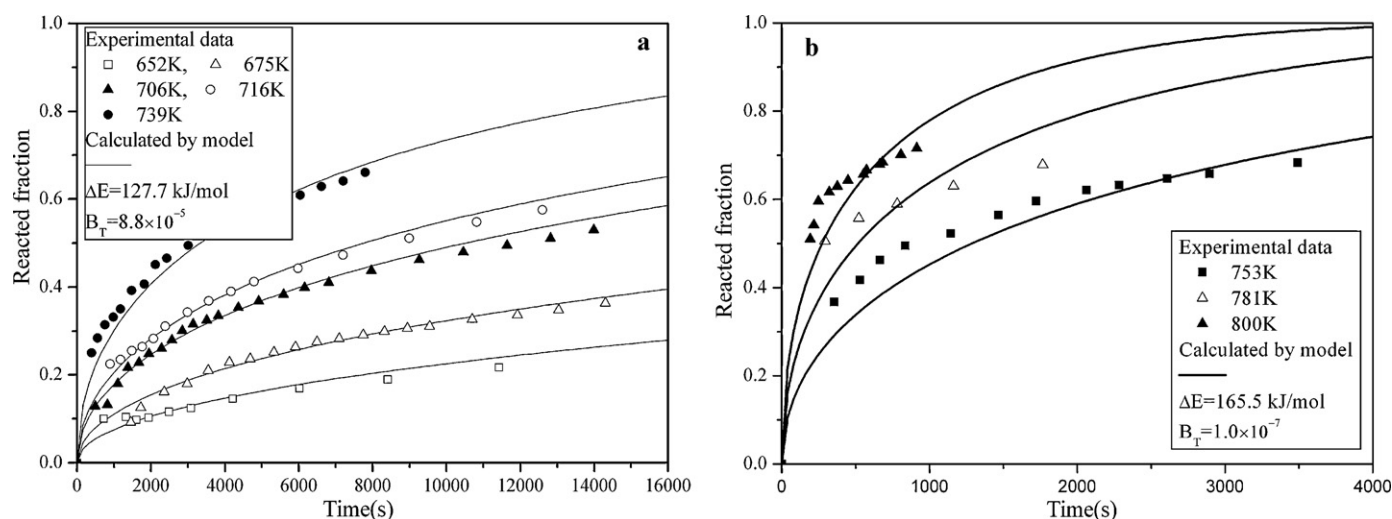 a
Experimental data
652K, 675K
706K, 716K
739K
Calculated by model
ΔE=127.7 kJ/mol
B_T=8.8×10⁻⁵
Reacted fraction
1.0
0.8
0.6
0.4
0.2
0.0
0 2000 4000 6000 8000 10000 12000 14000 16000
Time(s)
b
Experimental data
753K
781K
800K
Calculated by model
ΔE=165.5 kJ/mol
B_T=1.0×10⁻⁷
Reacted fraction
1.0
0.8
0.6
0.4
0.2
0.0
0 500 1000 1500 2000 2500 3000 3500 4000
Time(s)